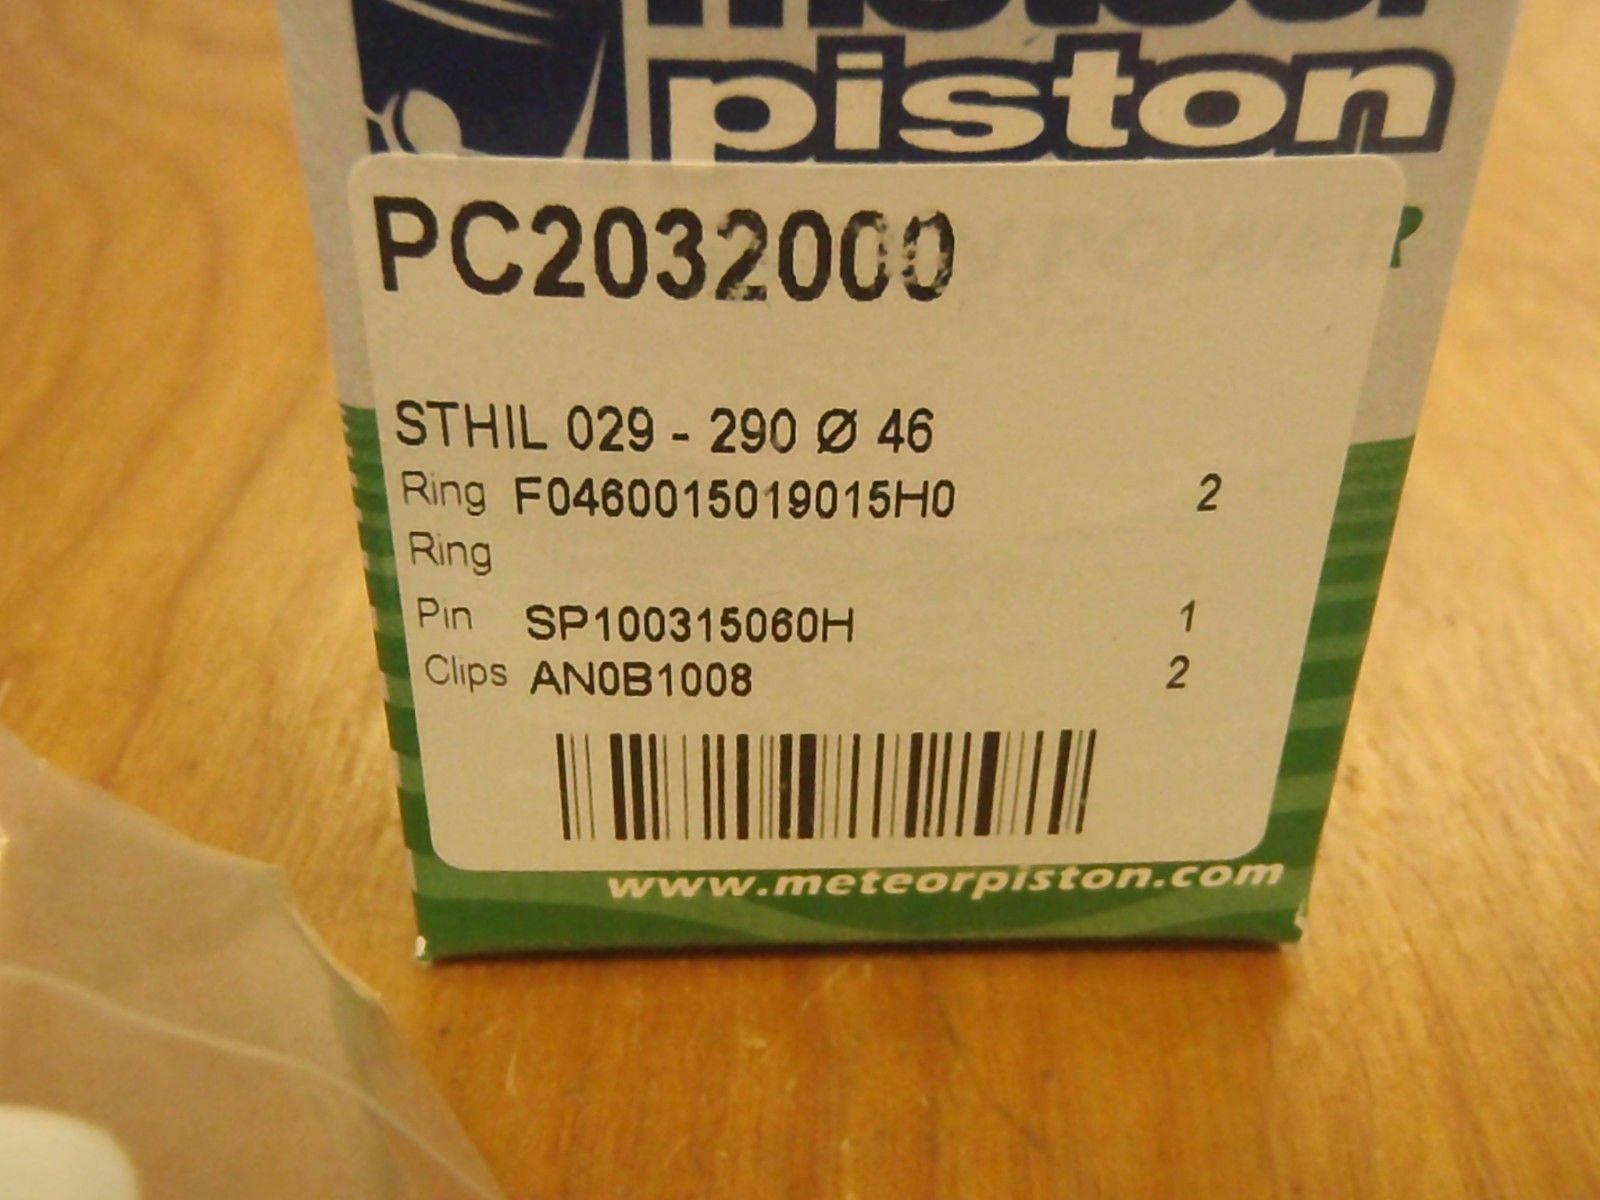 meteor
piston
PC2032000
STHIL 029 - 290 Ø 46
Ring F0460015019015H0 2
Ring
Pin SP100315060H 1
Clips AN0B1008 2
www.meteorpiston.com